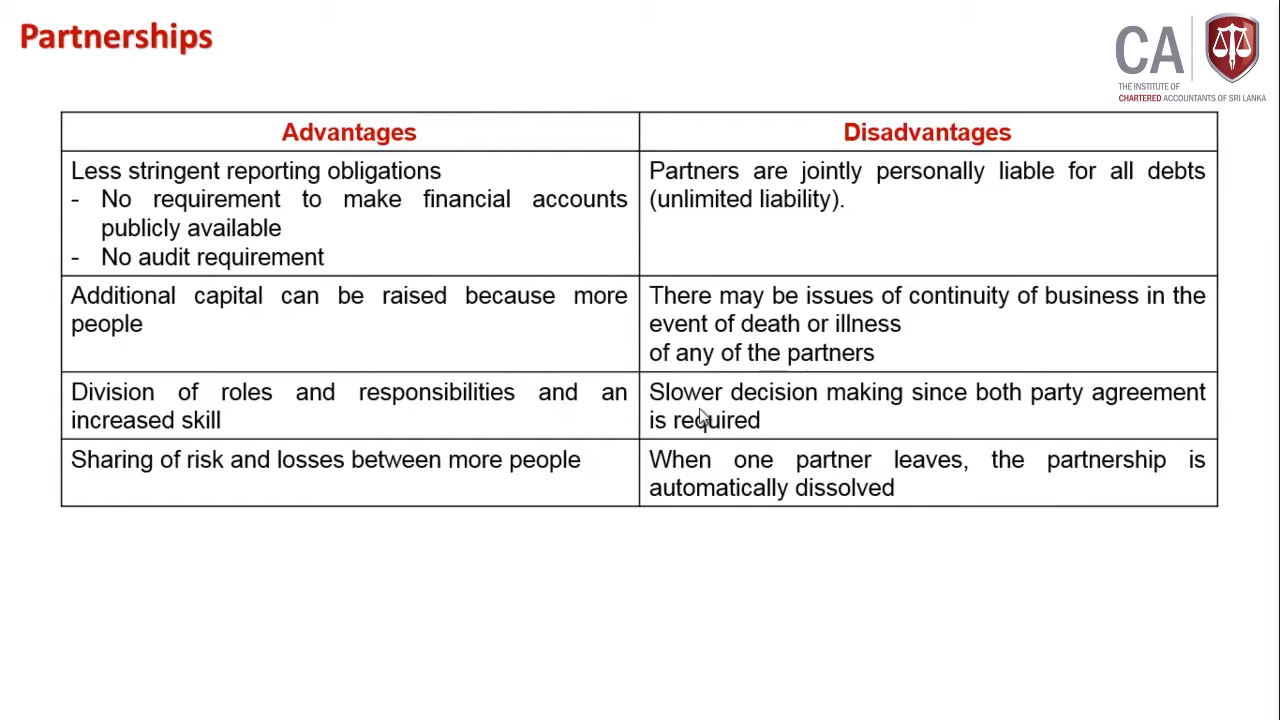 Partnerships
CA
THE INSTITUTE OF
CHARTERED ACCOUNTANTS OF SRI LANKA
Advantages
Disadvantages
Less stringent reporting obligations
- No requirement to make financial accounts
publicly available
- No audit requirement
Partners are jointly personally liable for all debts
(unlimited liability).
Additional capital can be raised because more
people
There may be issues of continuity of business in the
event of death or illness
of any of the partners
Division of roles and responsibilities and an
increased skill
Slower decision making since both party agreement
is required
Sharing of risk and losses between more people
When one partner leaves, the partnership is
automatically dissolved